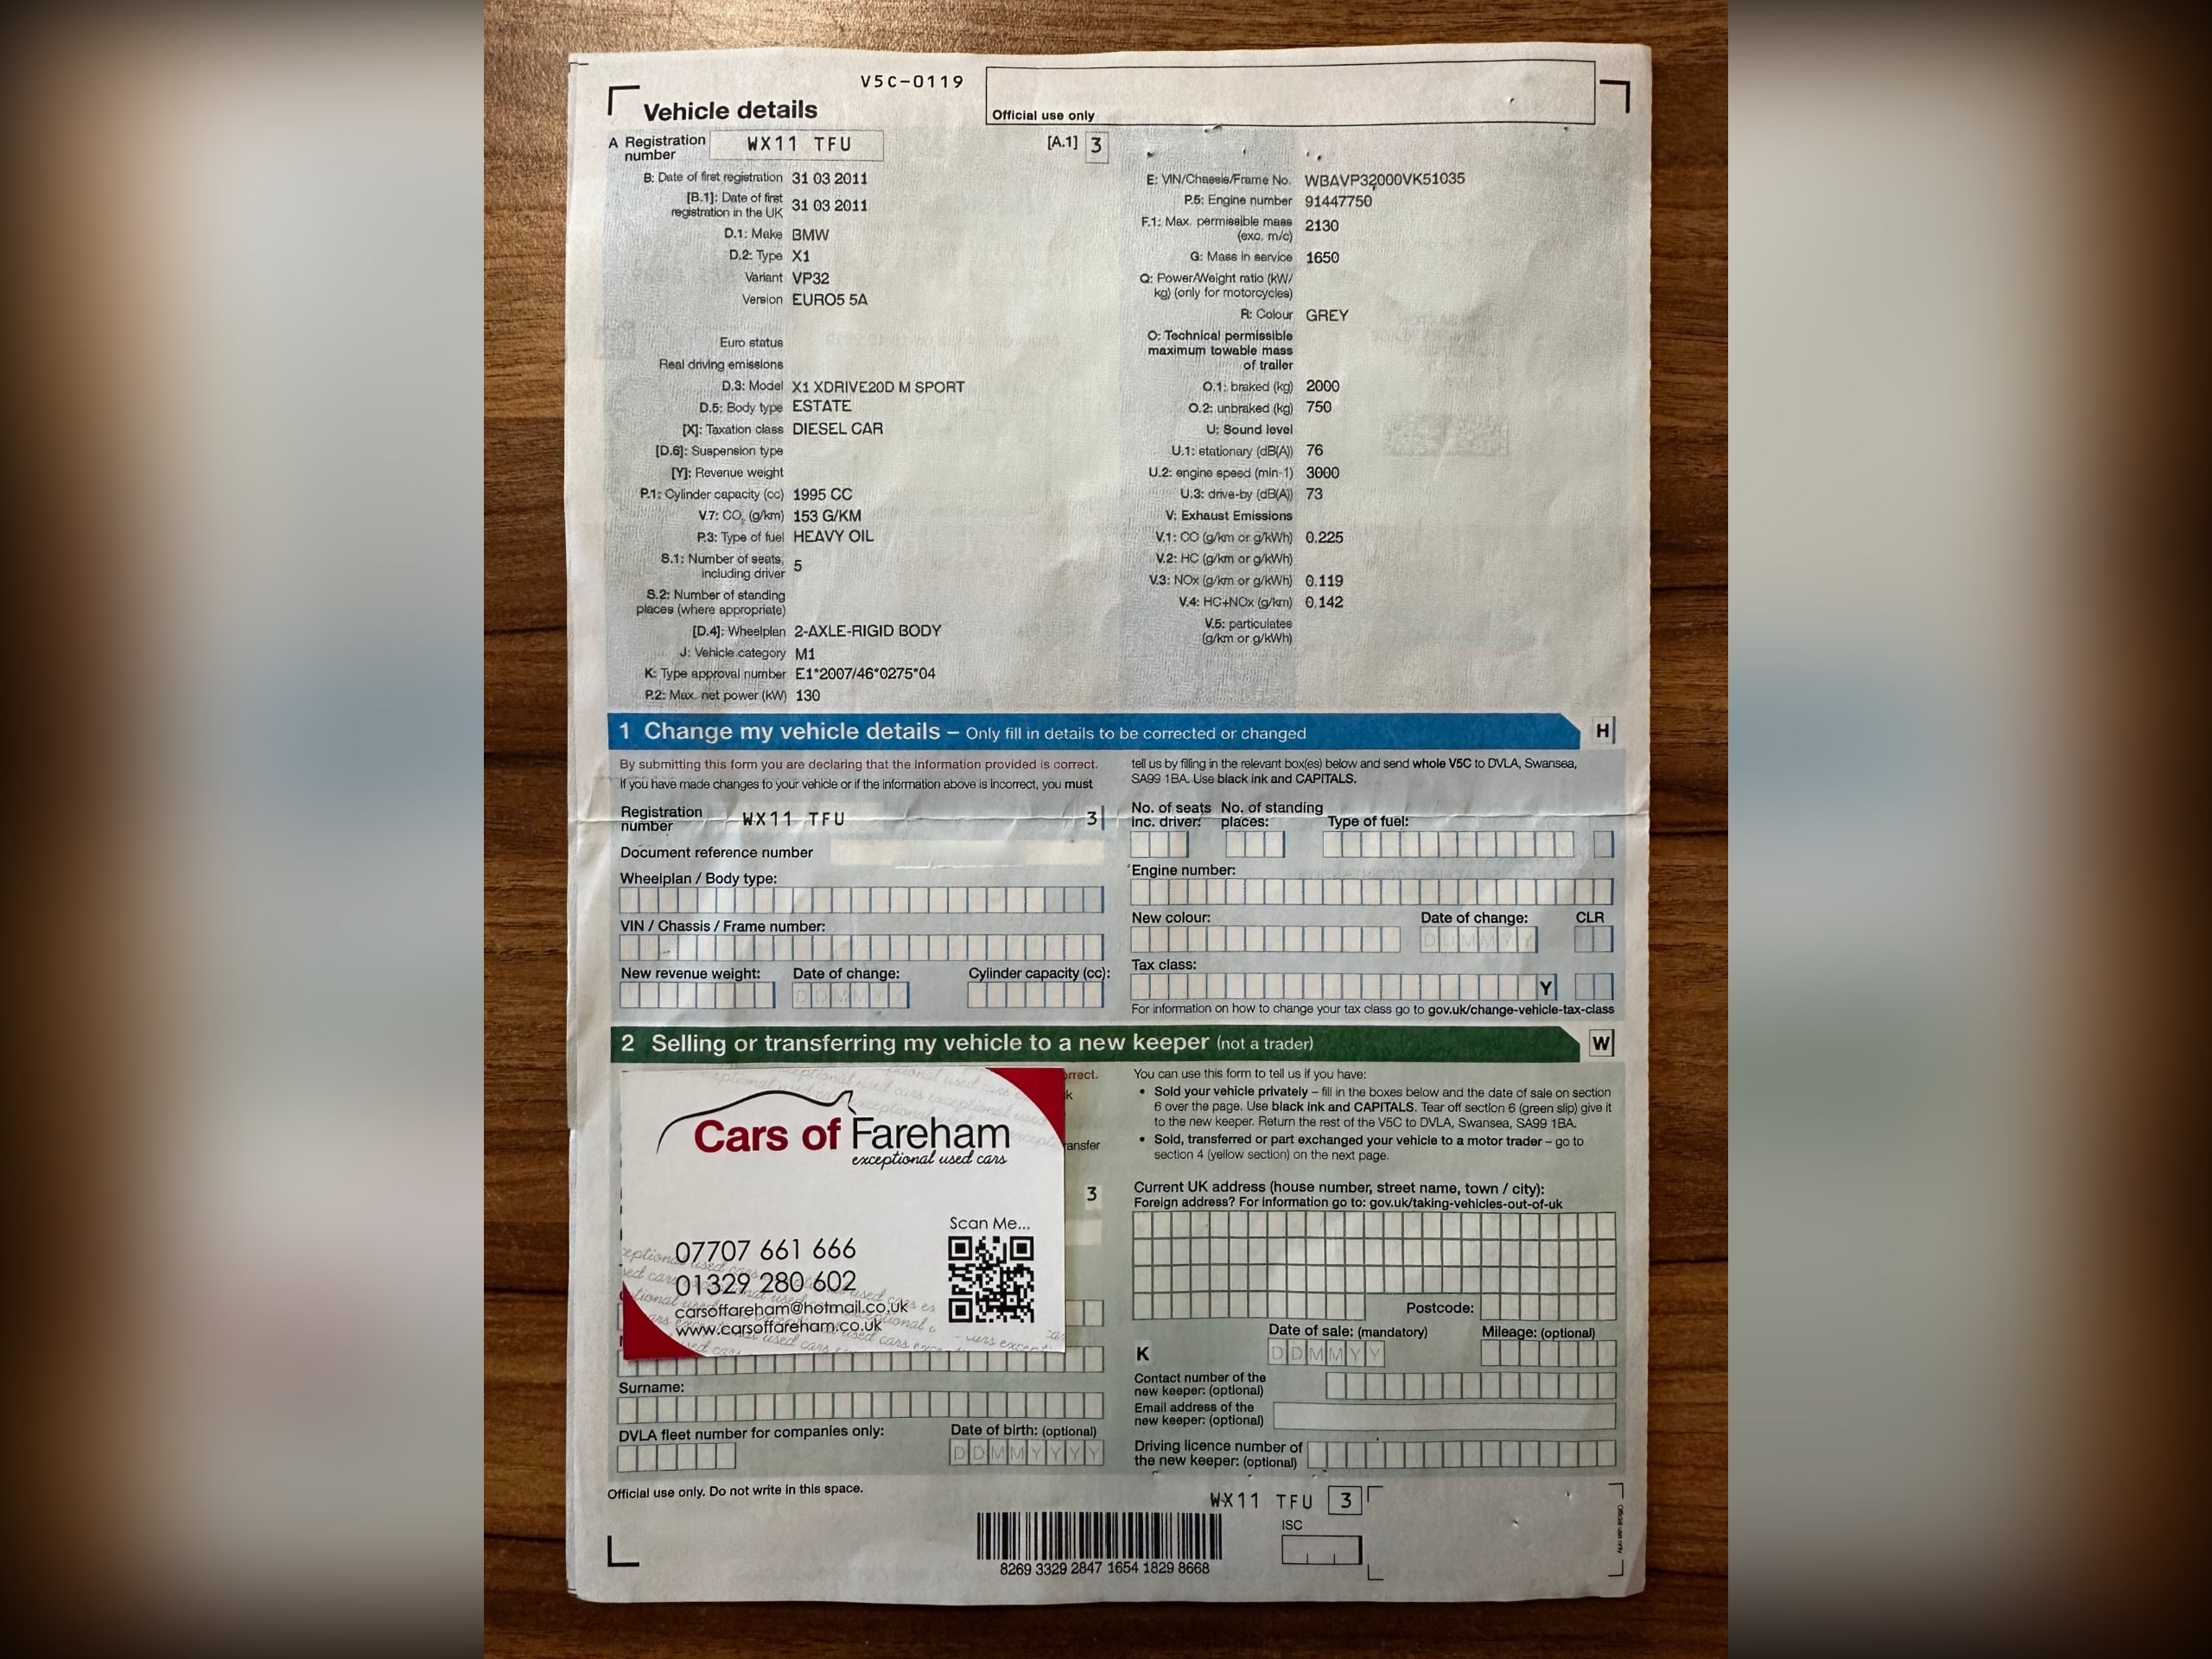 V5C-0119
Vehicle details
Official use only
A Registration number WX11 TFU
[A.1] 3
B: Date of first registration 31 03 2011
[B.1]: Date of first registration in the UK 31 03 2011
D.1: Make BMW
D.2: Type X1
Variant VP32
Version EURO5 5A
Euro status
Real driving emissions
D.3: Model X1 XDRIVE20D M SPORT
D.5: Body type ESTATE
[X]: Taxation class DIESEL CAR
[D.6]: Suspension type
[Y]: Revenue weight
P.1: Cylinder capacity (cc) 1995 CC
V.7: CO2 (g/km) 153 G/KM
P.3: Type of fuel HEAVY OIL
S.1: Number of seats, including driver 5
S.2: Number of standing places (where appropriate)
[D.4]: Wheelplan 2-AXLE-RIGID BODY
J: Vehicle category M1
K: Type approval number E1*2007/46*0275*04
P.2: Max. net power (kW) 130
E: VIN/Chassis/Frame No. WBAVP32000VK51035
P.5: Engine number 91447750
F.1: Max. permissible mass (exc. m/c) 2130
G: Mass in service 1650
Q: Power/Weight ratio (kW/kg) (only for motorcycles)
R: Colour GREY
O: Technical permissible maximum towable mass of trailer
O.1: braked (kg) 2000
O.2: unbraked (kg) 750
U: Sound level
U.1: stationary (dB(A)) 76
U.2: engine speed (min-1) 3000
U.3: drive-by (dB(A)) 73
V: Exhaust Emissions
V.1: CO (g/km or g/kWh) 0.225
V.2: HC (g/km or g/kWh)
V.3: NOx (g/km or g/kWh) 0.119
V.4: HC+NOx (g/km) 0.142
V.5: particulates (g/km or g/kWh)
1 Change my vehicle details – Only fill in details to be corrected or changed
H
By submitting this form you are declaring that the information provided is correct.
If you have made changes to your vehicle or if the information above is incorrect, you must
tell us by filling in the relevant box(es) below and send whole V5C to DVLA, Swansea,
SA99 1BA. Use black ink and CAPITALS.
Registration number WX11 TFU 3
Document reference number
Wheelplan / Body type:
VIN / Chassis / Frame number:
New revenue weight: Date of change: Cylinder capacity (cc):
DDMMYY
No. of seats inc. driver: No. of standing places: Type of fuel:
Engine number:
New colour: Date of change: CLR
DDMMYY
Tax class:
Y
For information on how to change your tax class go to gov.uk/change-vehicle-tax-class
2 Selling or transferring my vehicle to a new keeper (not a trader)
W
Cars of Fareham
exceptional used cars
Scan Me...
07707 661 666
01329 280 602
carsoffareham@hotmail.co.uk
www.carsoffareham.co.uk
3
Surname:
DVLA fleet number for companies only: Date of birth: (optional)
DDMMYYYY
You can use this form to tell us if you have:
• Sold your vehicle privately – fill in the boxes below and the date of sale on section
6 over the page. Use black ink and CAPITALS. Tear off section 6 (green slip) give it
to the new keeper. Return the rest of the V5C to DVLA, Swansea, SA99 1BA.
• Sold, transferred or part exchanged your vehicle to a motor trader – go to
section 4 (yellow section) on the next page.
Current UK address (house number, street name, town / city):
Foreign address? For information go to: gov.uk/taking-vehicles-out-of-uk
Postcode:
Date of sale: (mandatory) Mileage: (optional)
K DDMMYY
Contact number of the new keeper: (optional)
Email address of the new keeper: (optional)
Driving licence number of the new keeper: (optional)
Official use only. Do not write in this space.
WX11 TFU 3
ISC
8269 3329 2847 1654 1829 8668
Official use only